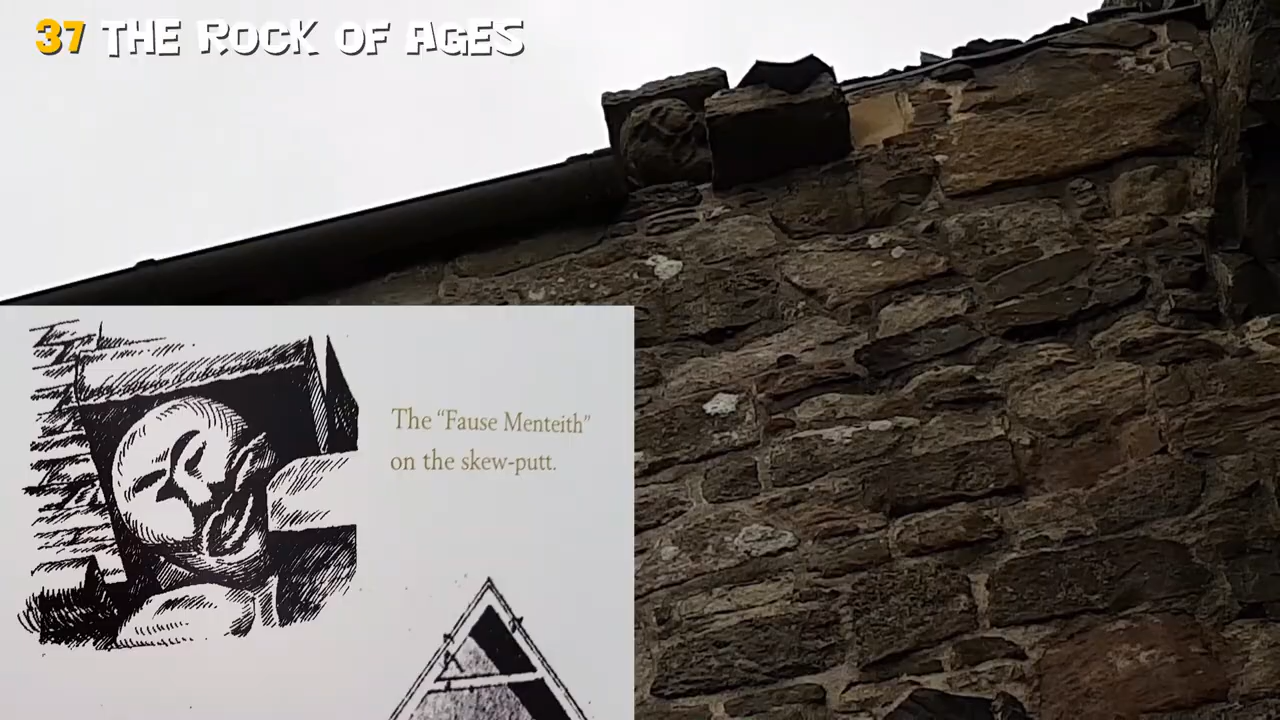 37 THE ROCK OF AGES
The “Fause Menteith”
on the skew-putt.